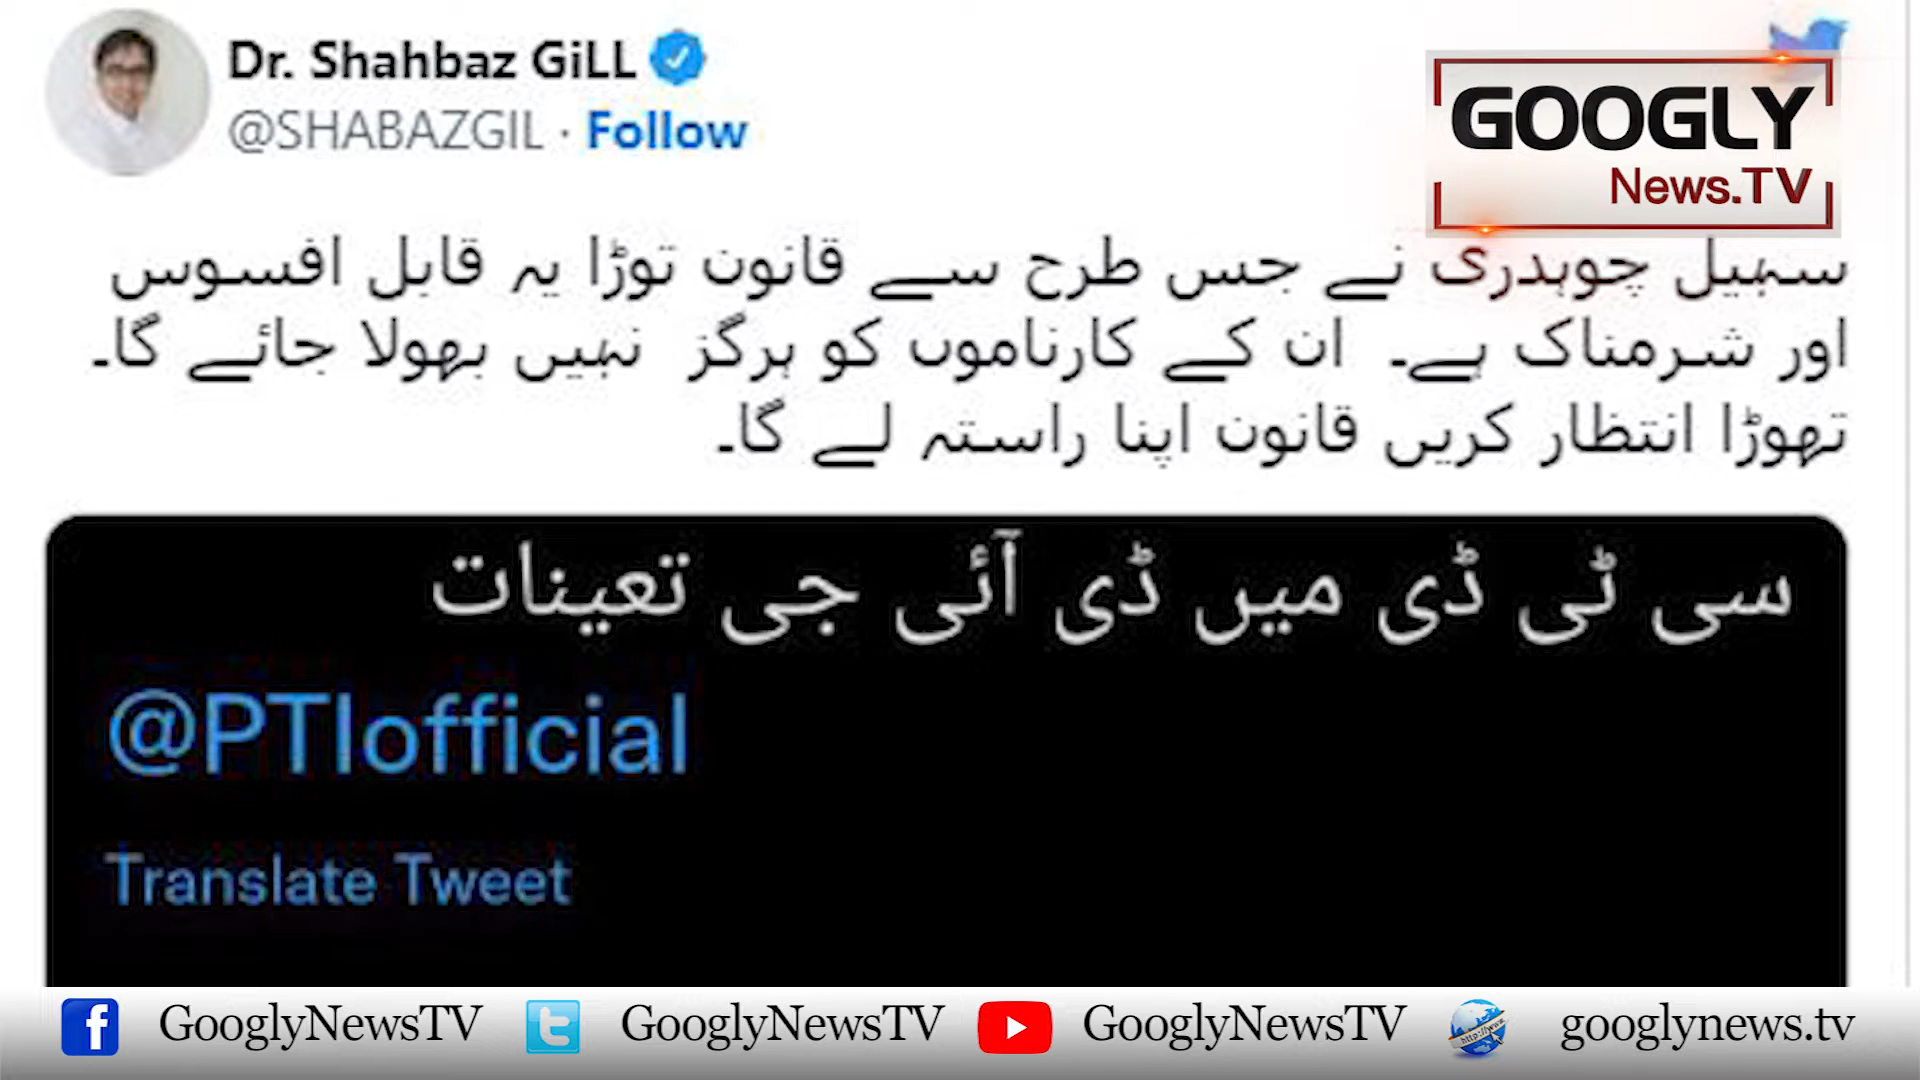 Dr. Shahbaz GiLL
@SHABAZGIL · Follow
GOOGLY
News.TV
سہیل چوہدری نے جس طرح سے قانون توڑا یہ قابل افسوس
اور شرمناک ہے۔ ان کے کارناموں کو ہرگز نہیں بھولا جائے گا۔
تھوڑا انتظار کریں قانون اپنا راستہ لے گا۔
سی ٹی ڈی میں ڈی آئی جی تعینات
@PTIofficial
Translate Tweet
GooglyNewsTV GooglyNewsTV GooglyNewsTV googlynews.tv